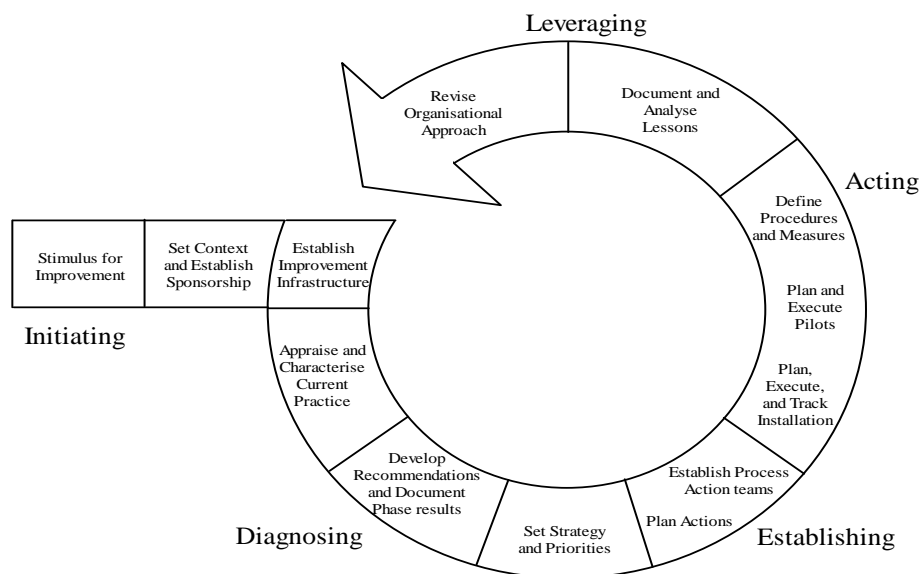 Leveraging
Revise
Organisational
Approach
Document and
Analyse
Lessons
Acting
Define
Procedures
and Measures
Plan and
Execute
Pilots
Plan,
Execute,
and Track
Installation
Stimulus for
Improvement
Set Context
and Establish
Sponsorship
Establish
Improvement
Infrastructure
Initiating
Appraise and
Characterise
Current
Practice
Develop
Recommendations
and Document
Phase results
Diagnosing
Set Strategy
and Priorities
Establish Process
Action teams
Plan Actions
Establishing